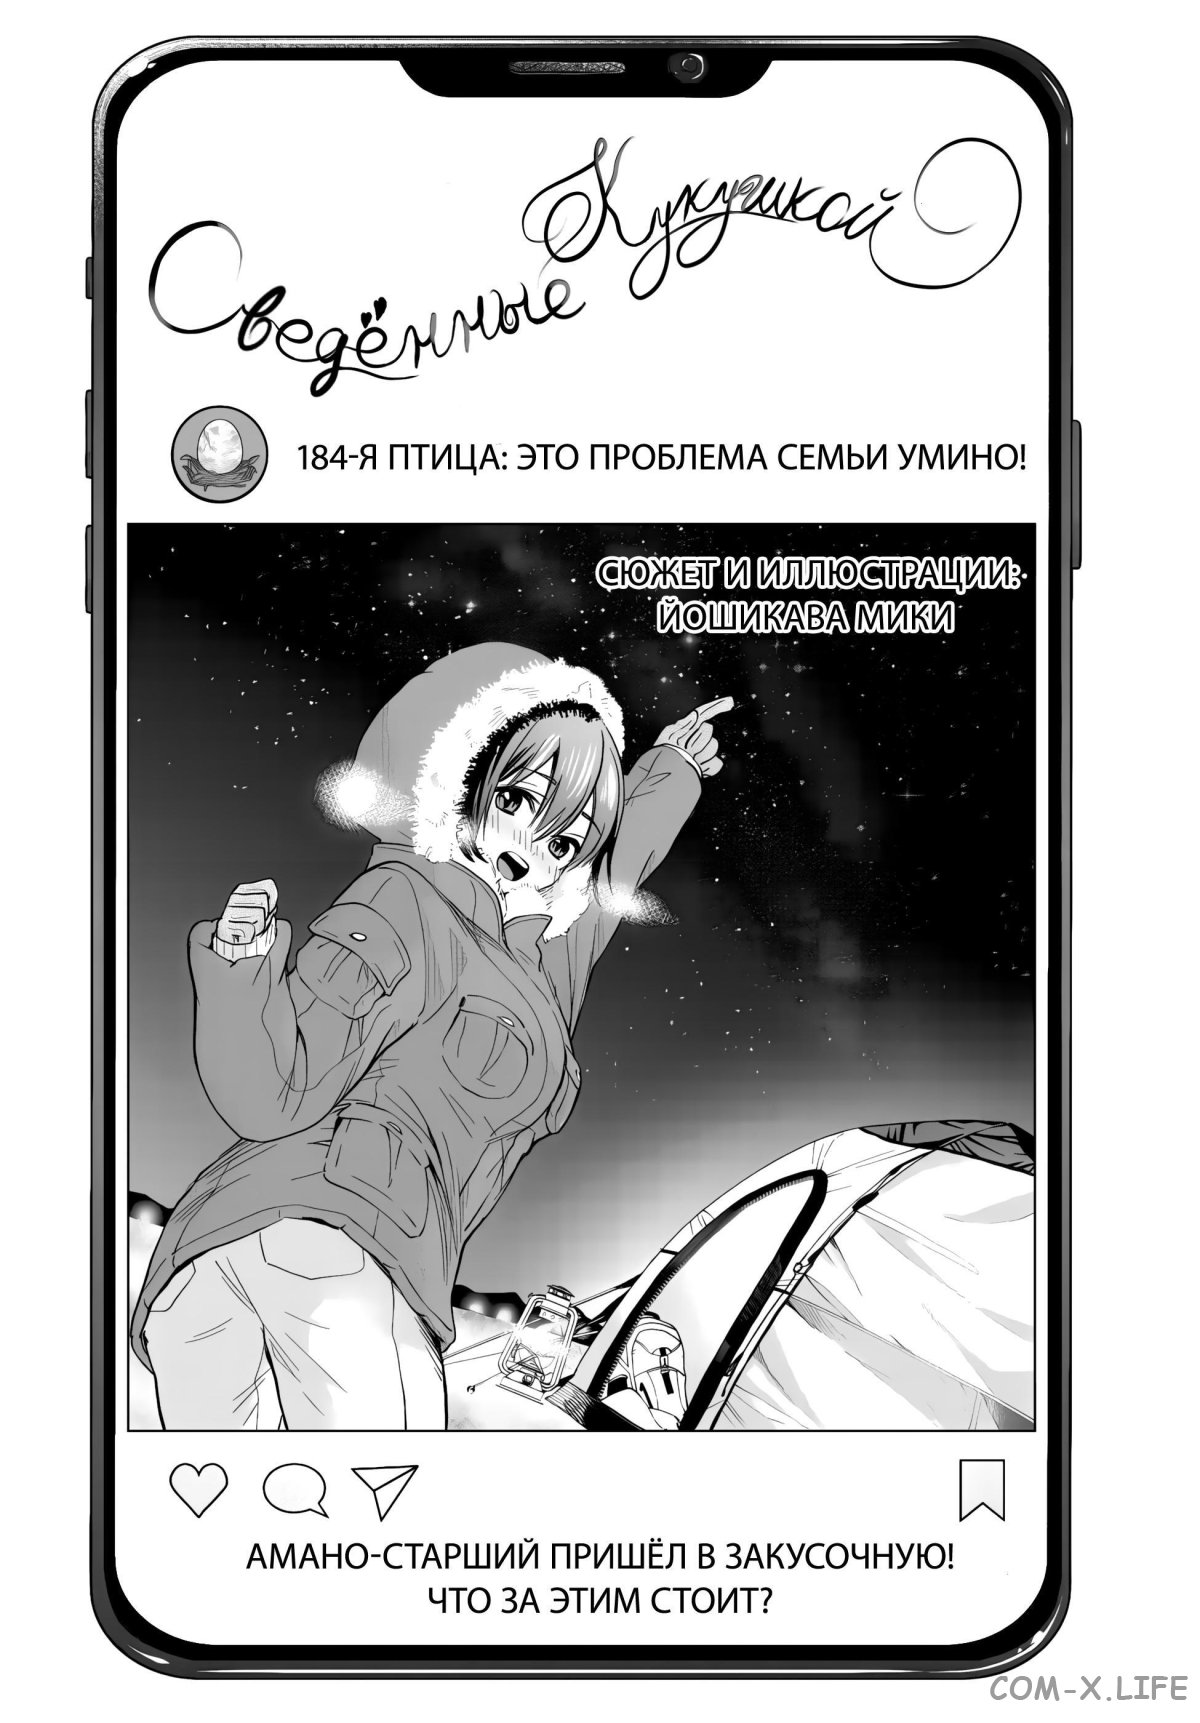 Сведённые
Кукушкой
184-Я ПТИЦА: ЭТО ПРОБЛЕМА СЕМЬИ УМИНО!
СЮЖЕТ И ИЛЛЮСТРАЦИИ:
ЙОШИКАВА МИКИ
АМАНО-СТАРШИЙ ПРИШЁЛ В ЗАКУСОЧНУЮ!
ЧТО ЗА ЭТИМ СТОИТ?
COM-X.LIFE